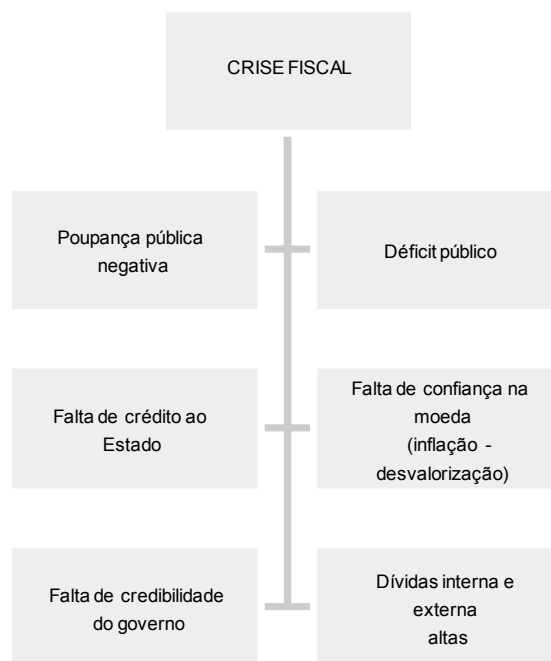 CRISE FISCAL
Poupança pública
negativa
Déficit público
Falta de crédito ao
Estado
Falta de confiança na
moeda
(inflação -
desvalorização)
Falta de credibilidade
do governo
Dívidas interna e
externa
altas